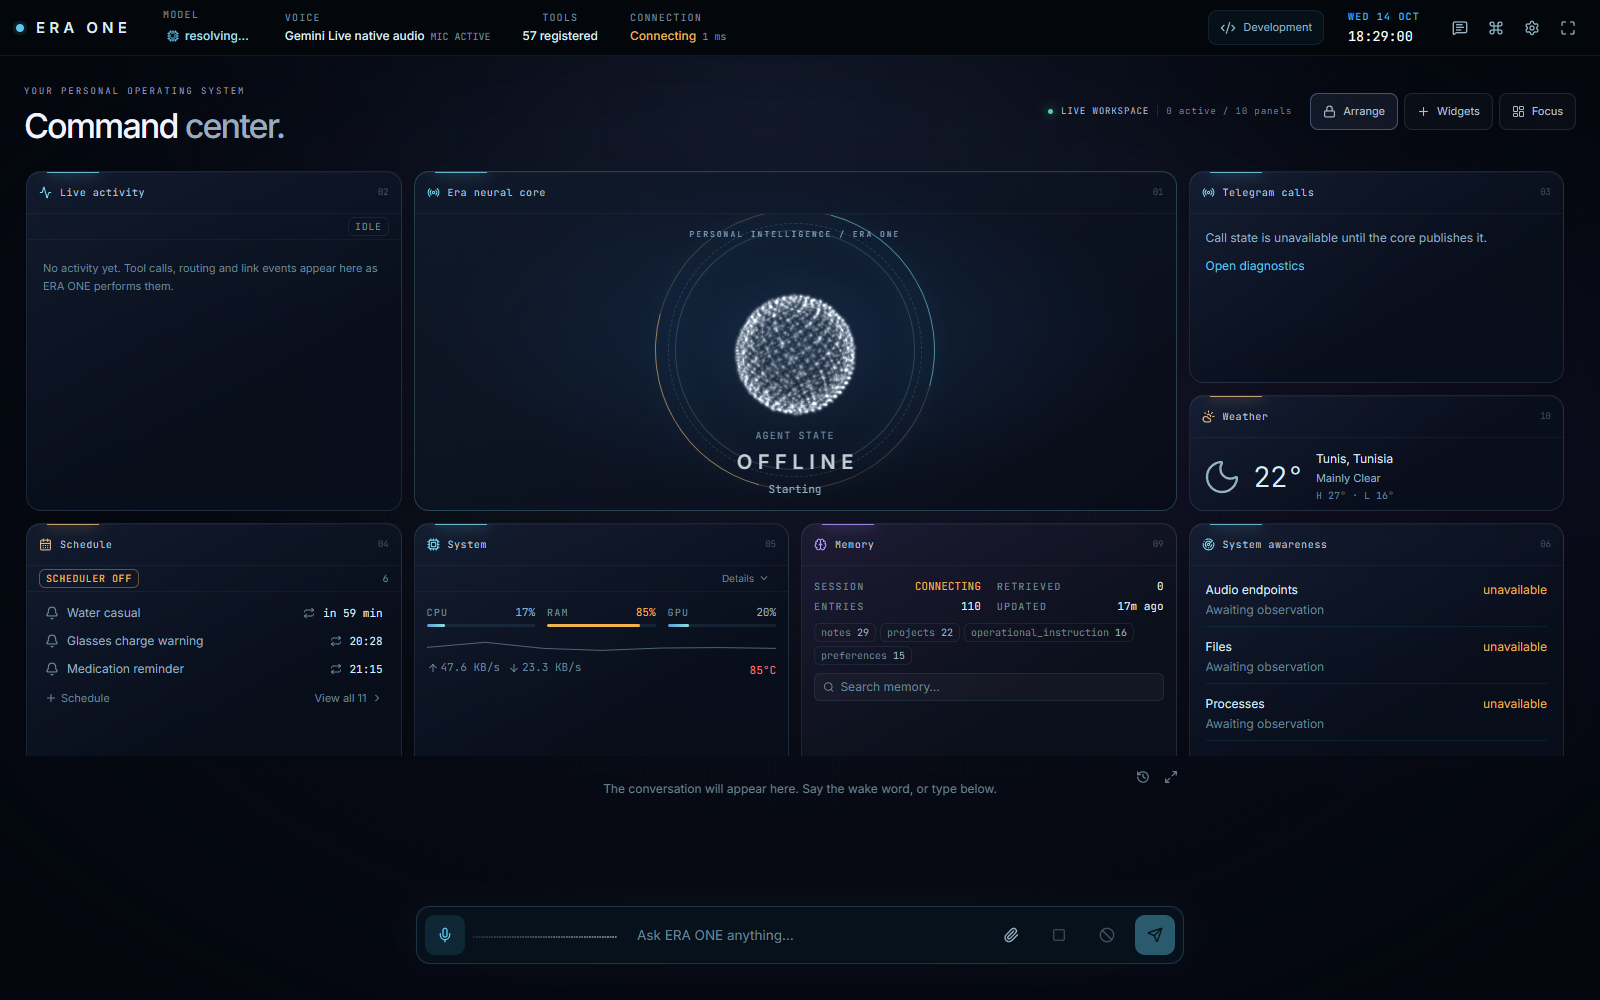 ERA ONE
MODEL
resolving...
VOICE
Gemini Live native audio MIC ACTIVE
TOOLS
57 registered
CONNECTION
Connecting 1 ms
Development
WED 14 OCT
18:29:00
YOUR PERSONAL OPERATING SYSTEM
Command center.
LIVE WORKSPACE
0 active / 10 panels
Arrange
Widgets
Focus
Live activity 02
IDLE
No activity yet. Tool calls, routing and link events appear here as
ERA ONE performs them.
Era neural core 01
PERSONAL INTELLIGENCE / ERA ONE
AGENT STATE
OFFLINE
Starting
Telegram calls 03
Call state is unavailable until the core publishes it.
Open diagnostics
Weather 10
22°
Tunis, Tunisia
Mainly Clear
H 27° · L 16°
Schedule 04
SCHEDULER OFF 6
Water casual in 59 min
Glasses charge warning 20:28
Medication reminder 21:15
Schedule View all 11
System 05
Details
CPU 17% RAM 85% GPU 20%
47.6 KB/s 23.3 KB/s 85°C
Memory 09
SESSION CONNECTING RETRIEVED 0
ENTRIES 110 UPDATED 17m ago
notes 29 projects 22 operational_instruction 16
preferences 15
Search memory...
System awareness 06
Audio endpoints unavailable
Awaiting observation
Files unavailable
Awaiting observation
Processes unavailable
Awaiting observation
The conversation will appear here. Say the wake word, or type below.
Ask ERA ONE anything...